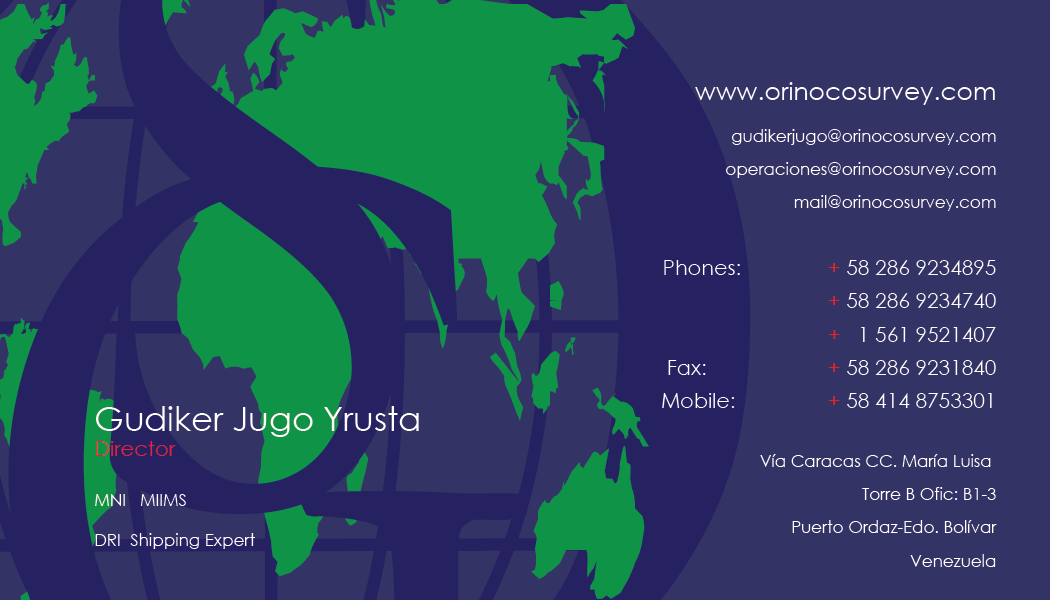 www.orinocosurvey.com
gudikerjugo@orinocosurvey.com
operaciones@orinocosurvey.com
mail@orinocosurvey.com
Phones: + 58 286 9234895
+ 58 286 9234740
+ 1 561 9521407
Fax: + 58 286 9231840
Mobile: + 58 414 8753301
Gudiker Jugo Yrusta
Director
MNI MIIMS
DRI Shipping Expert
Vía Caracas CC. María Luisa
Torre B Ofic: B1-3
Puerto Ordaz-Edo. Bolívar
Venezuela